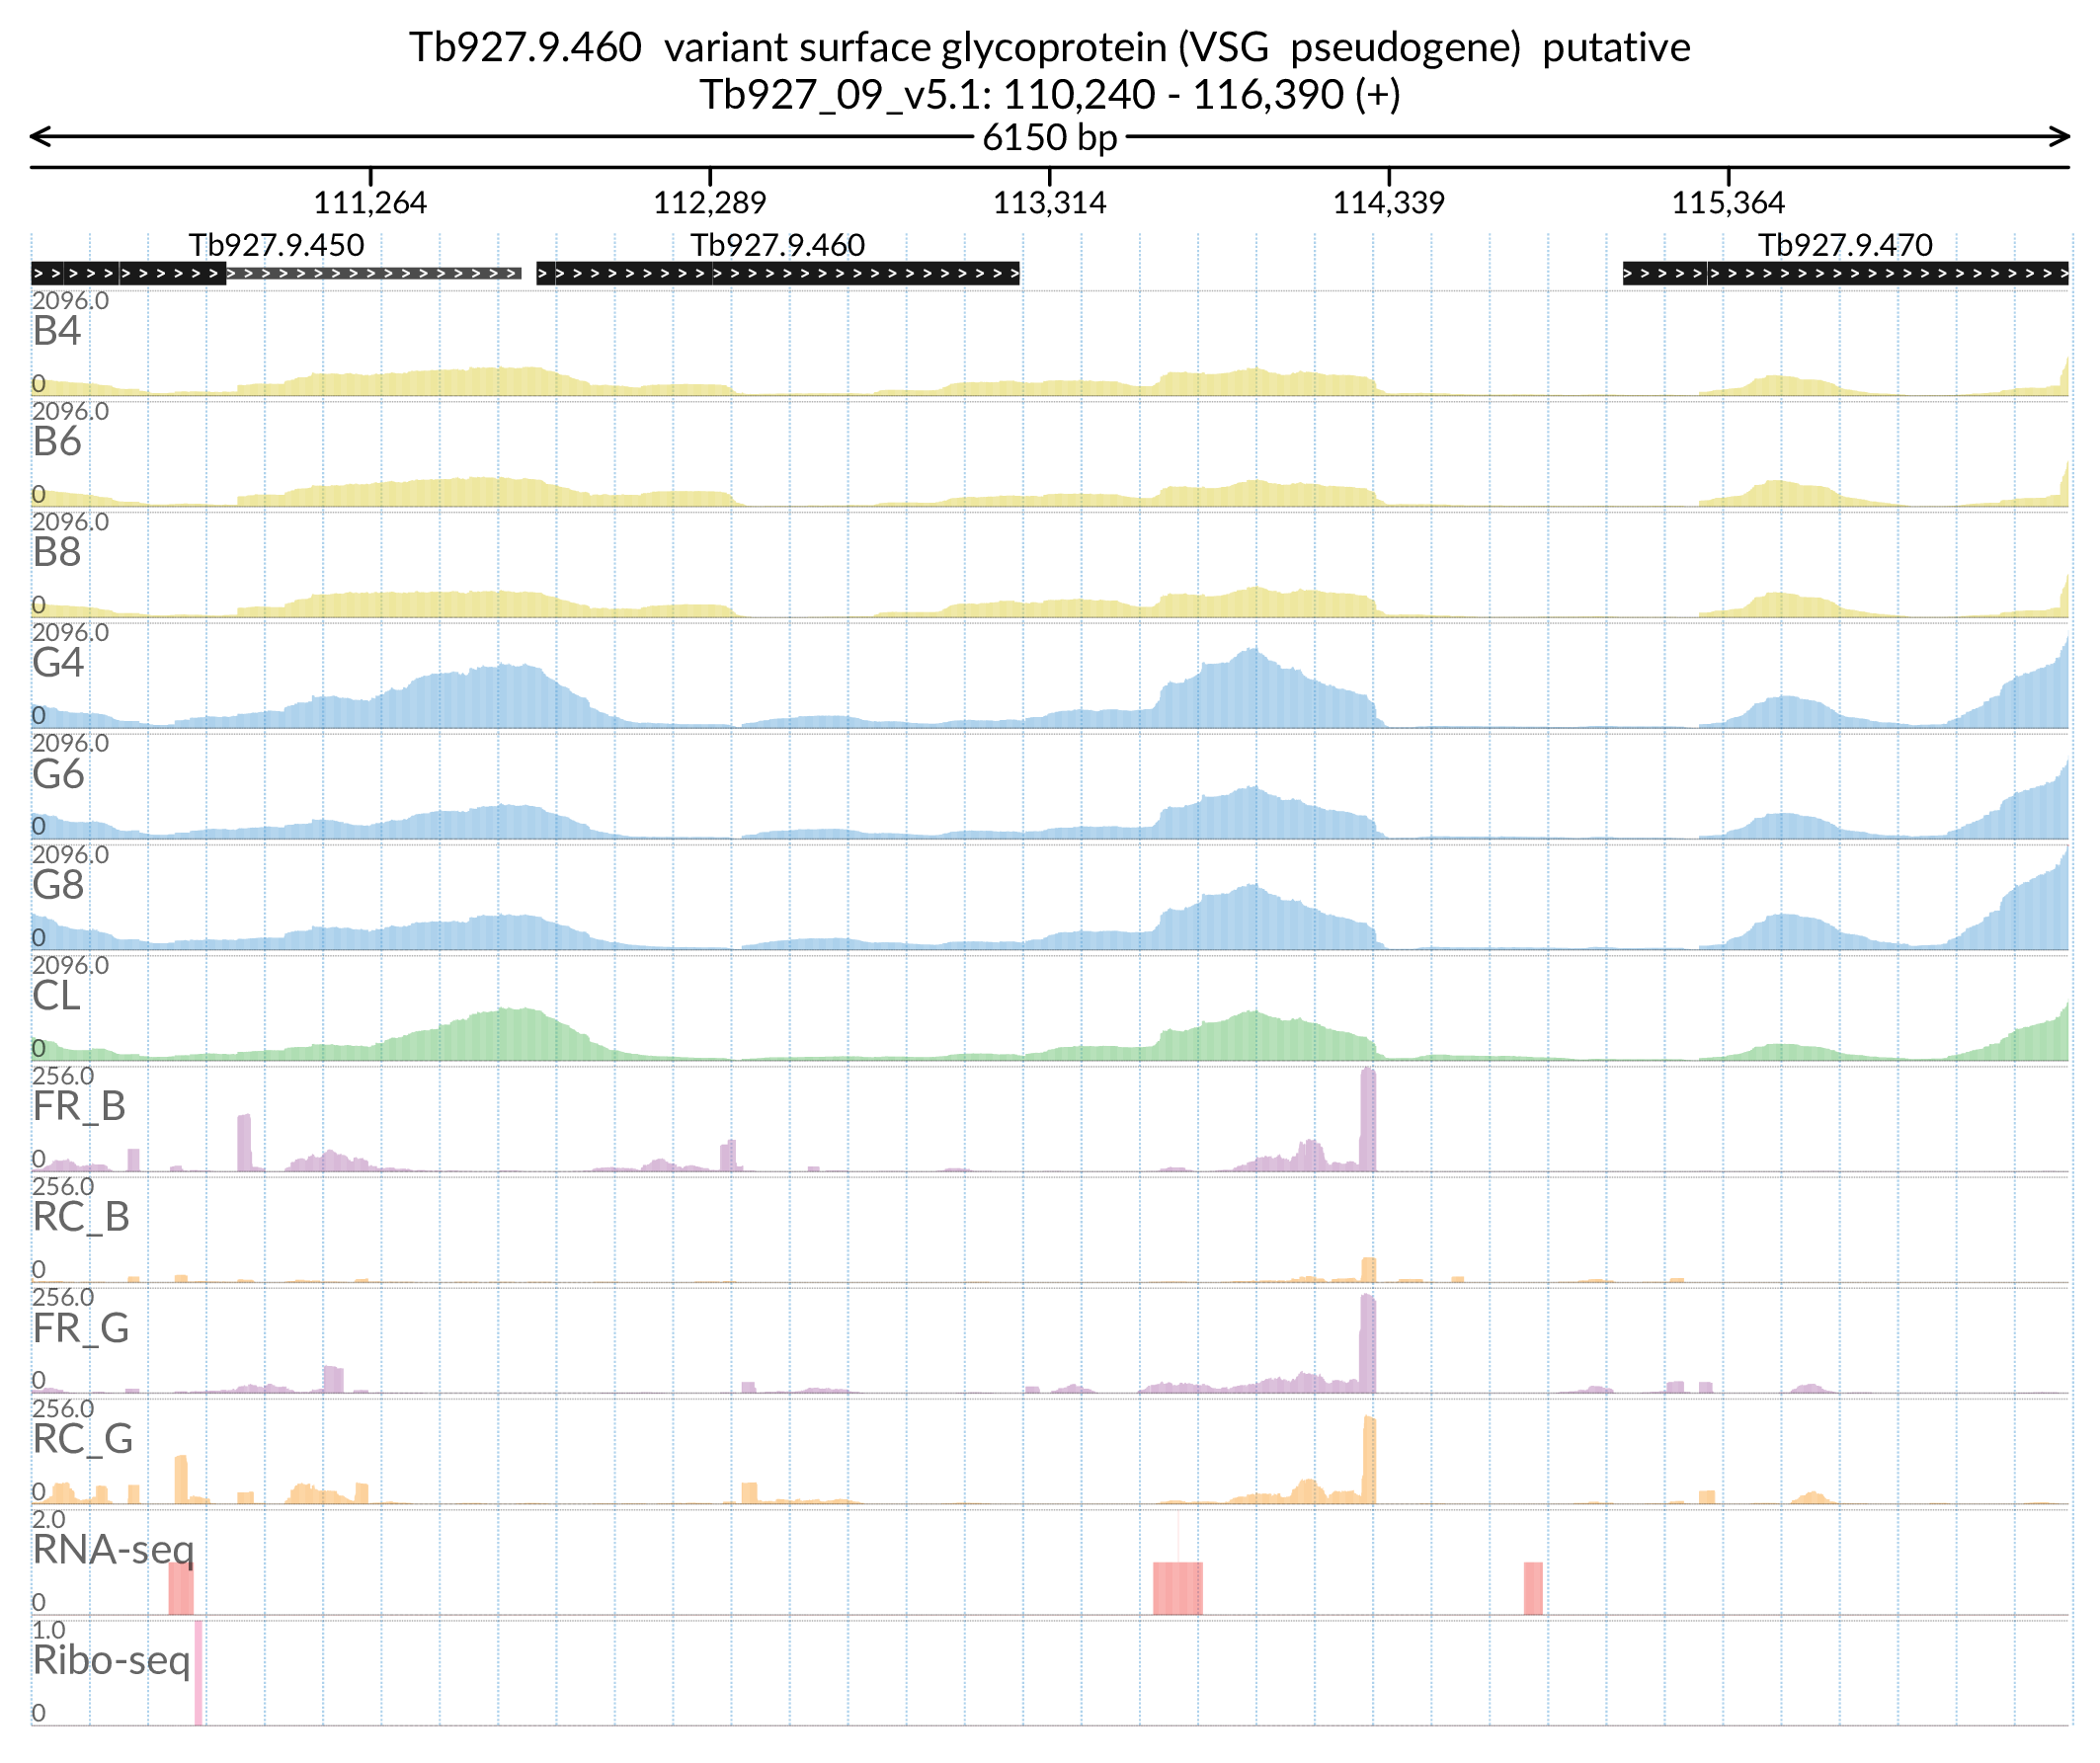 Tb927.9.460 variant surface glycoprotein (VSG pseudogene) putative
Tb927_09_v5.1: 110,240 - 116,390 (+)
6150 bp
111,264 112,289 113,314 114,339 115,364
Tb927.9.450 Tb927.9.460 Tb927.9.470
2096.0
B4
0
2096.0
B6
0
2096.0
B8
0
2096.0
G4
0
2096.0
G6
0
2096.0
G8
0
2096.0
CL
0
256.0
FR_B
0
256.0
RC_B
0
256.0
FR_G
0
256.0
RC_G
0
2.0
RNA-seq
0
1.0
Ribo-seq
0